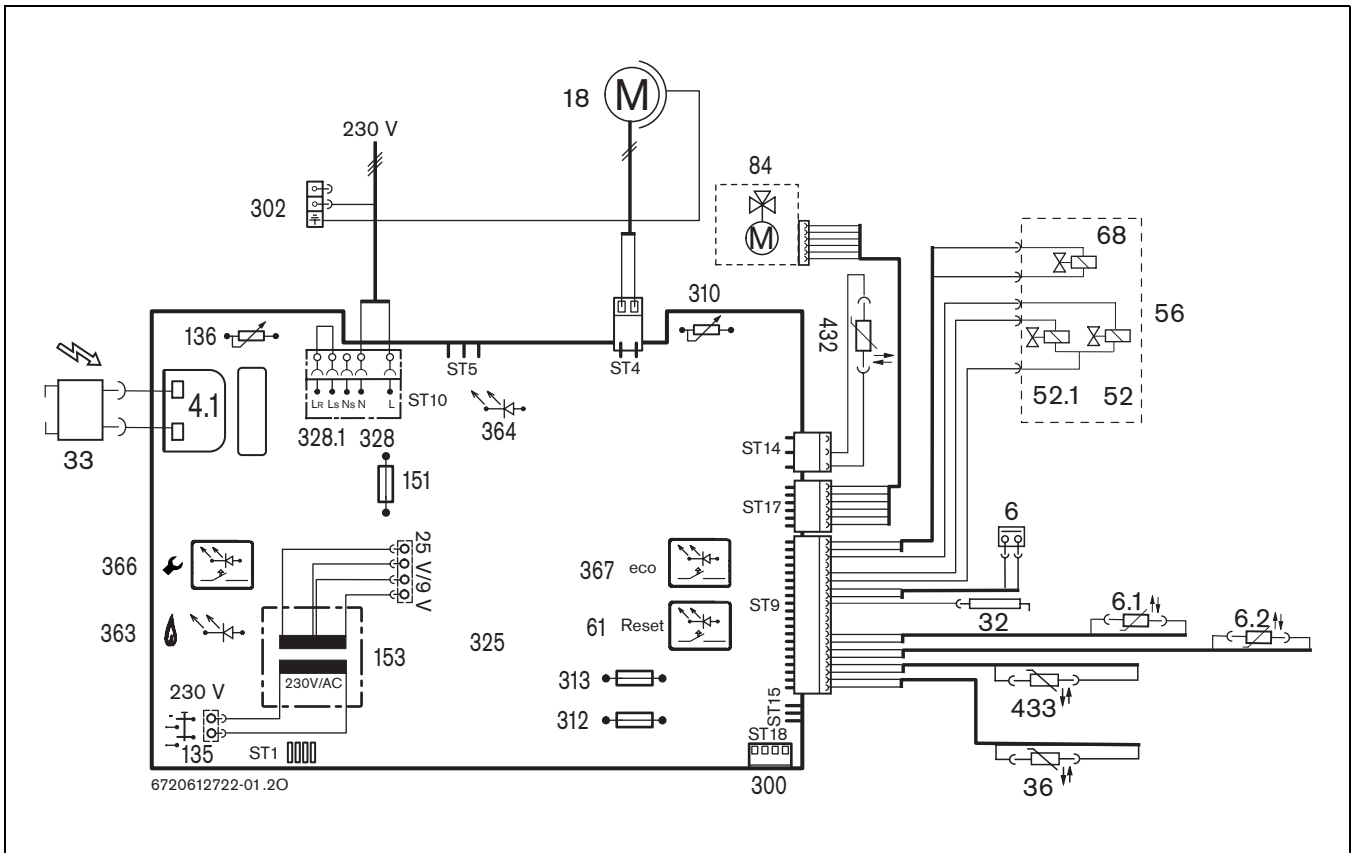 18
M
230 V
84
302
M
68
310
56
136
432
4.1
ST5
ST4
LR LS NS N L
ST10
52.1
52
33
328.1
328
364
ST14
151
ST17
6
25 V/9 V
366
367
eco
ST9
6.1
6.2
32
363
61
Reset
153
325
230V/AC
313
433
230 V
312
ST15
135
ST1
ST18
36
6720612722-01.2O
300